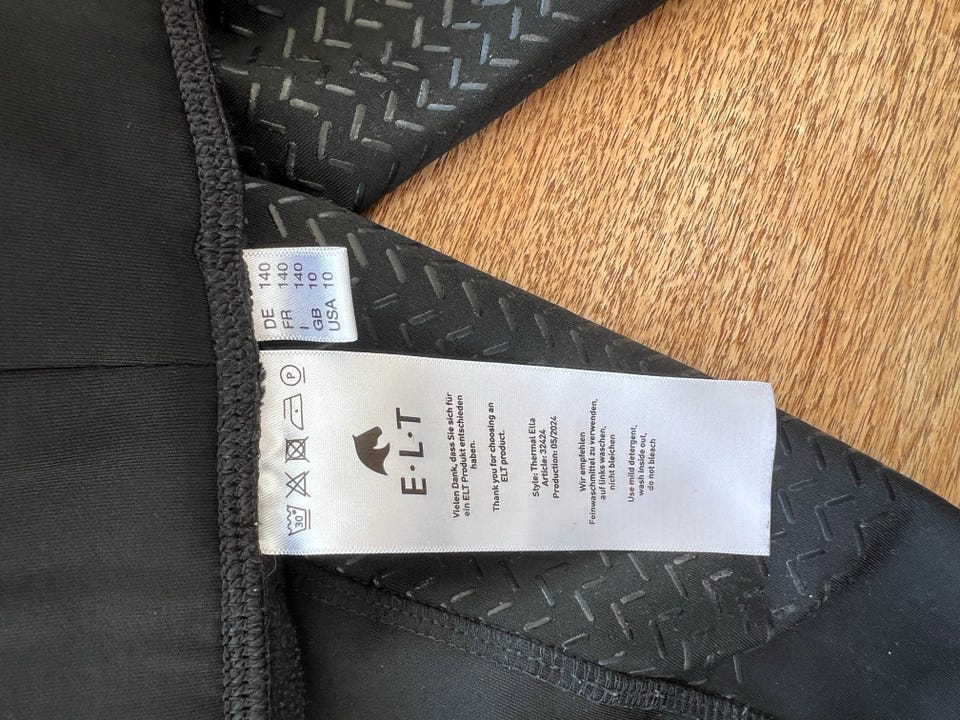 DE 140
FR 140
I 140
GB 10
USA 10
30°
P
E·L·T
Vielen Dank, dass Sie sich für
ein ELT Produkt entschieden
haben.
Thank you for choosing an
ELT product.
Style: Thermal Ella
Article: 32424
Production: 05/2024
Wir empfehlen
Feinwaschmittel zu verwenden,
auf links waschen,
nicht bleichen
Use mild detergent,
wash inside out,
do not bleach